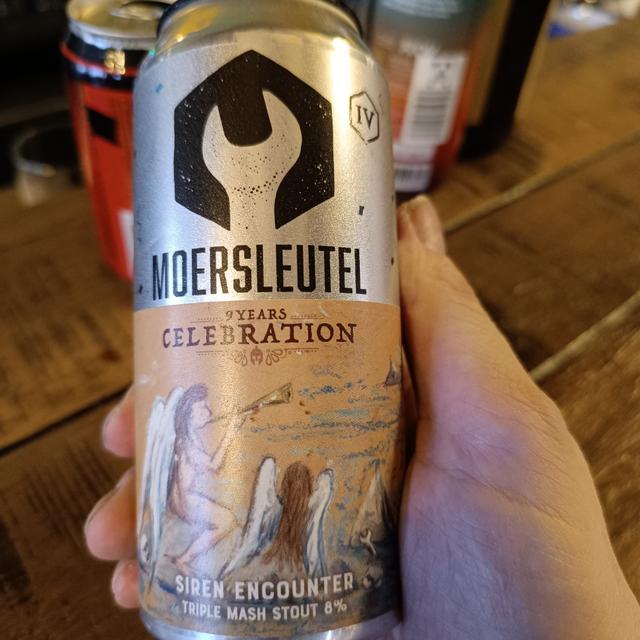 IV
MOERSLEUTEL
9 YEARS
CELEBRATION
SIREN ENCOUNTER
TRIPLE MASH STOUT 8%